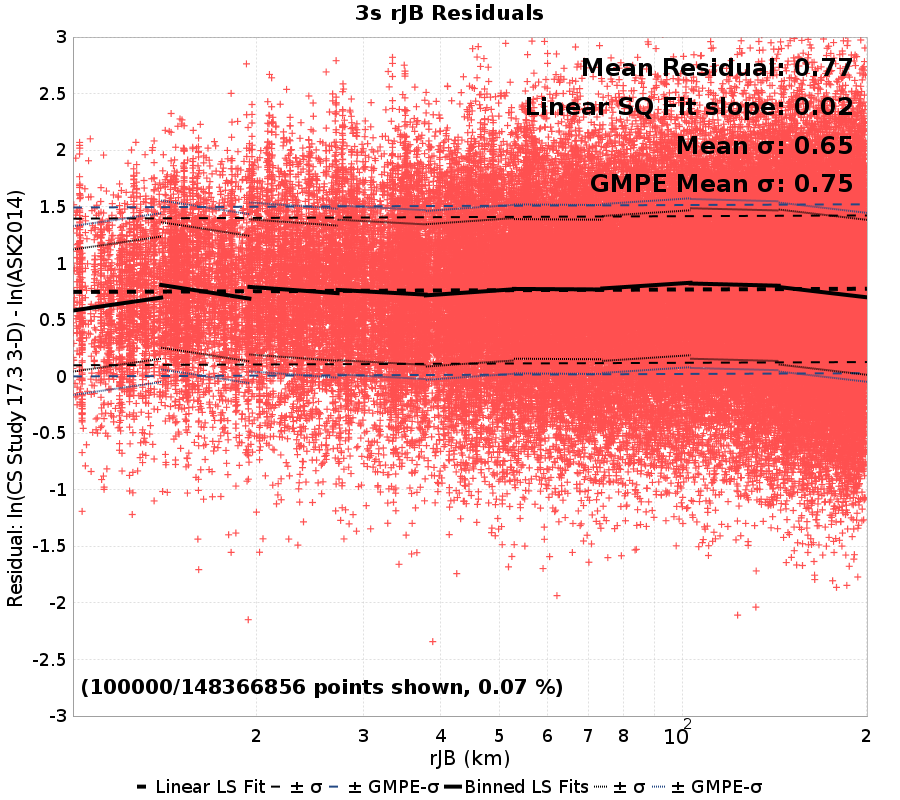 3s rJB Residuals
Mean Residual: 0.77
Linear SQ Fit slope: 0.02
Mean σ: 0.65
GMPE Mean σ: 0.75
Residual: ln(CS Study 17.3 3-D) - ln(ASK2014)
3
2.5
2
1.5
1
0.5
0
-0.5
-1
-1.5
-2
-2.5
-3
(100000/148366856 points shown, 0.07 %)
2 3 4 5 6 7 8 10² 2
rJB (km)
Linear LS Fit ± σ ± GMPE-σ Binned LS Fits ± σ ± GMPE-σ